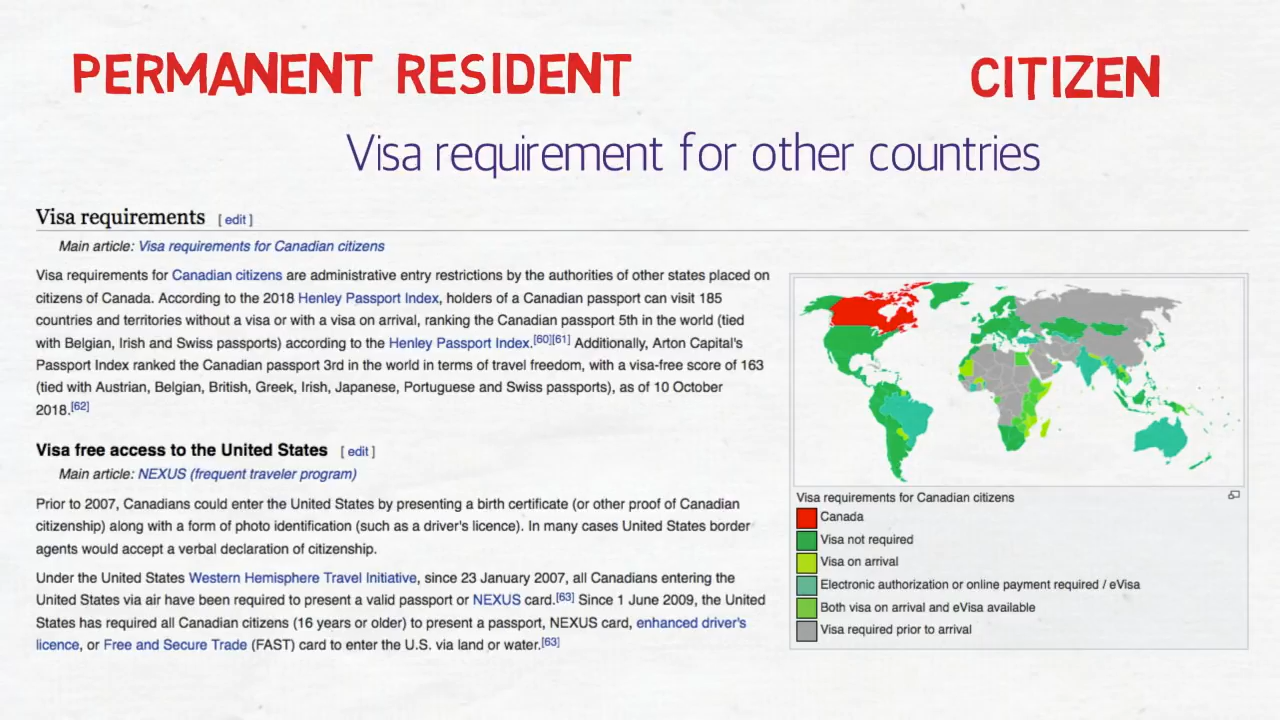 PERMANENT RESIDENT
CITIZEN
Visa requirement for other countries
Visa requirements [ edit ]
Main article: Visa requirements for Canadian citizens
Visa requirements for Canadian citizens are administrative entry restrictions by the authorities of other states placed on
citizens of Canada. According to the 2018 Henley Passport Index, holders of a Canadian passport can visit 185
countries and territories without a visa or with a visa on arrival, ranking the Canadian passport 5th in the world (tied
with Belgian, Irish and Swiss passports) according to the Henley Passport Index.[60][61] Additionally, Arton Capital's
Passport Index ranked the Canadian passport 3rd in the world in terms of travel freedom, with a visa-free score of 163
(tied with Austrian, Belgian, British, Greek, Irish, Japanese, Portuguese and Swiss passports), as of 10 October
2018.[62]
Visa free access to the United States [ edit ]
Main article: NEXUS (frequent traveler program)
Prior to 2007, Canadians could enter the United States by presenting a birth certificate (or other proof of Canadian
citizenship) along with a form of photo identification (such as a driver's licence). In many cases United States border
agents would accept a verbal declaration of citizenship.
Under the United States Western Hemisphere Travel Initiative, since 23 January 2007, all Canadians entering the
United States via air have been required to present a valid passport or NEXUS card.[63] Since 1 June 2009, the United
States has required all Canadian citizens (16 years or older) to present a passport, NEXUS card, enhanced driver's
licence, or Free and Secure Trade (FAST) card to enter the U.S. via land or water.[63]
Visa requirements for Canadian citizens
Canada
Visa not required
Visa on arrival
Electronic authorization or online payment required / eVisa
Both visa on arrival and eVisa available
Visa required prior to arrival